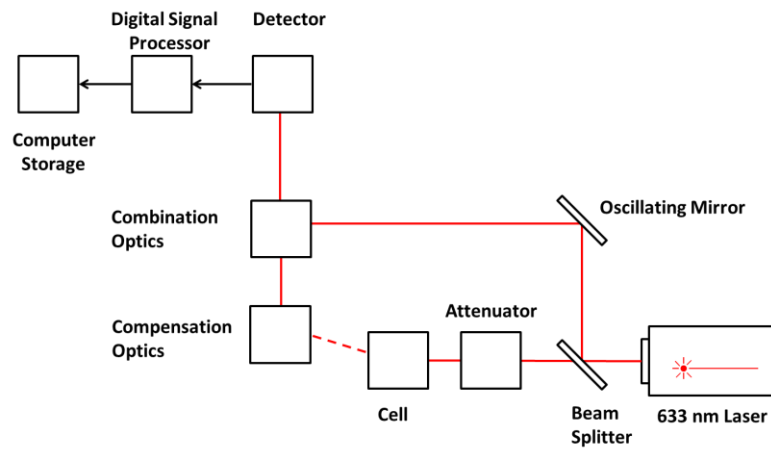 Digital Signal
Processor
Detector
Computer
Storage
Combination
Optics
Oscillating Mirror
Compensation
Optics
Attenuator
Cell
Beam
Splitter
633 nm Laser